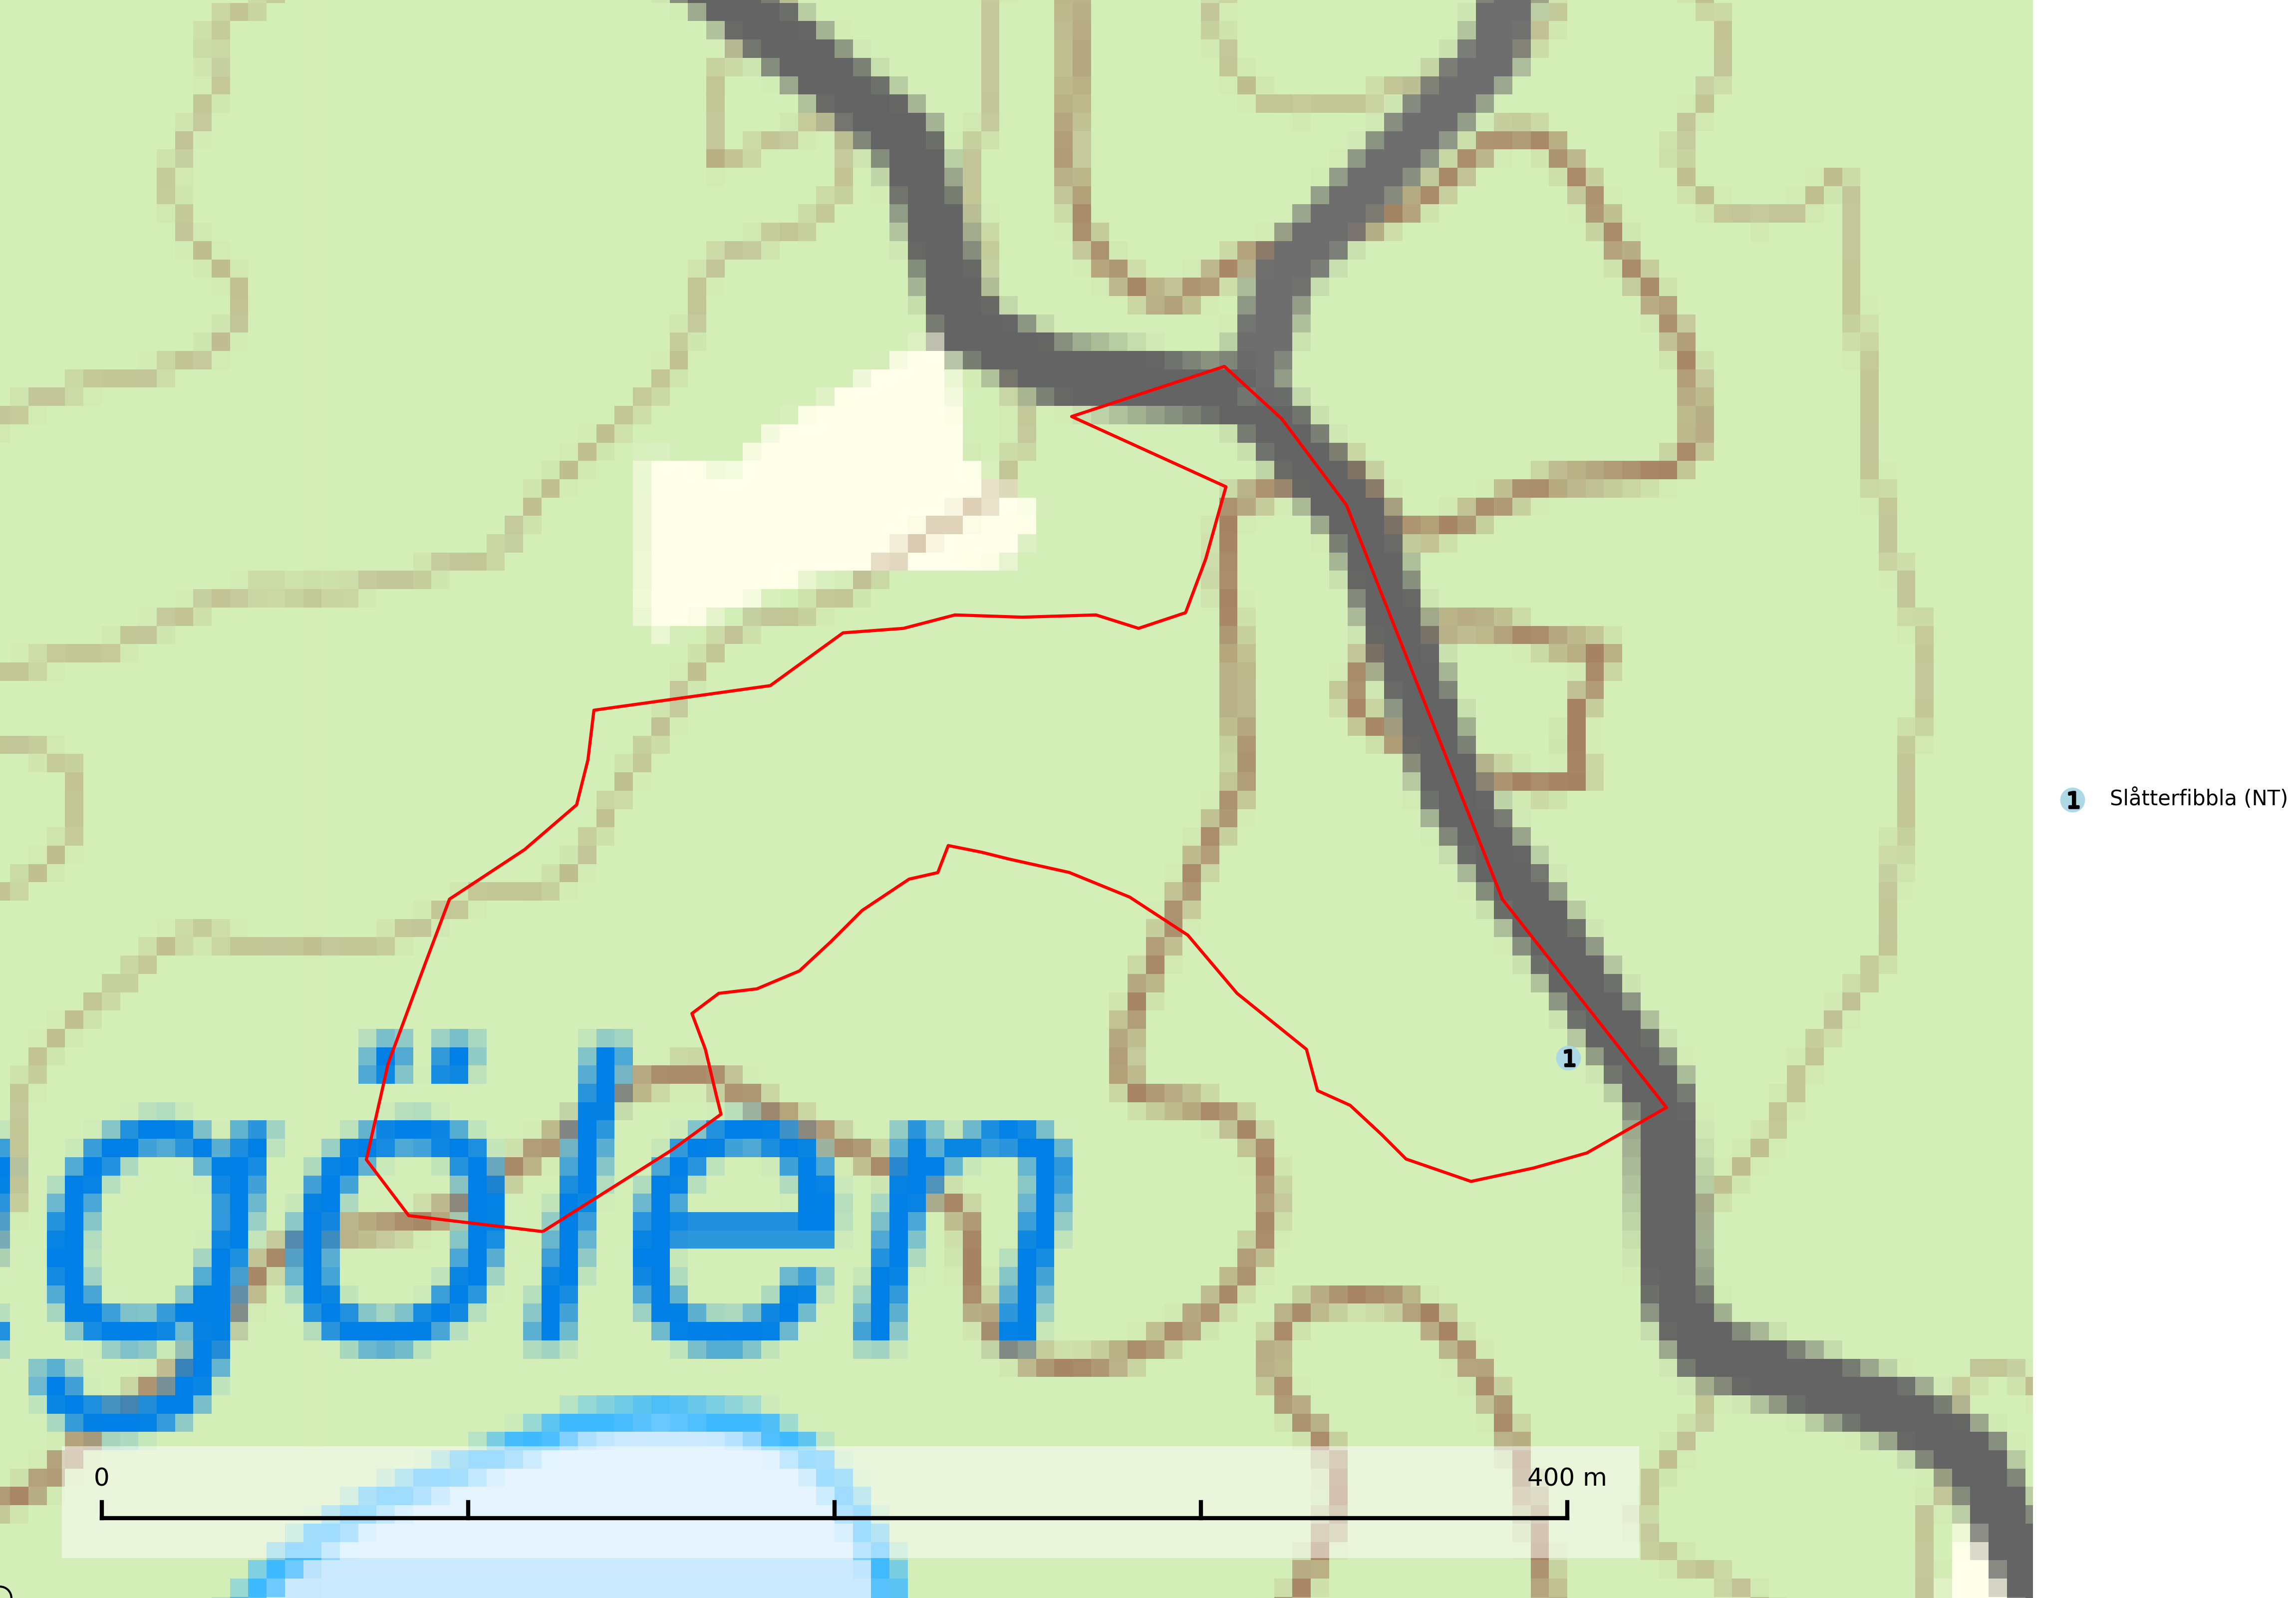 1 Slåtterfibbla (NT)
1
gölen
0 400 m